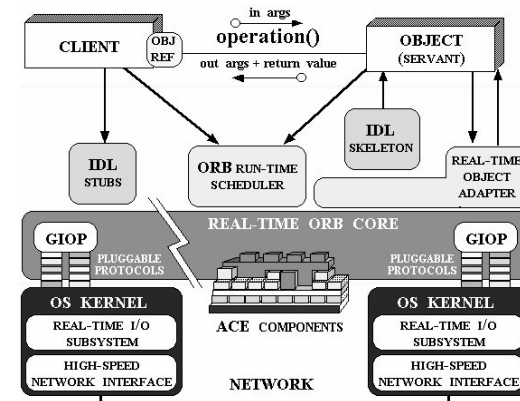 in args
CLIENT
OBJ
REF
operation()
OBJECT
(SERVANT)
out args + return value
IDL
STUBS
ORB RUN-TIME
SCHEDULER
IDL
SKELETON
REAL-TIME
OBJECT
ADAPTER
REAL-TIME ORB CORE
GIOP
GIOP
PLUGGABLE
PROTOCOLS
PLUGGABLE
PROTOCOLS
OS KERNEL
OS KERNEL
REAL-TIME I/O
SUBSYSTEM
ACE COMPONENTS
REAL-TIME I/O
SUBSYSTEM
HIGH-SPEED
NETWORK INTERFACE
NETWORK
HIGH-SPEED
NETWORK INTERFACE